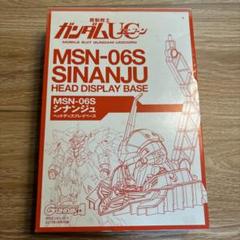 機動戦士
ガンダムUC
MOBILE SUIT GUNDAM UNICORN
MSN-06S
SINANJU
HEAD DISPLAY BASE
MSN-06S
シナンジュ
ヘッドディスプレイベース